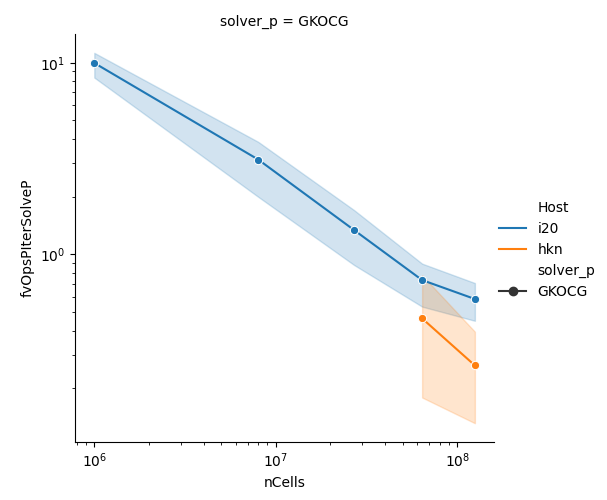 solver_p = GKOCG
10¹
10⁰
fvOpsPIterSolveP
10⁶
10⁷
10⁸
nCells
Host
i20
hkn
solver_p
GKOCG